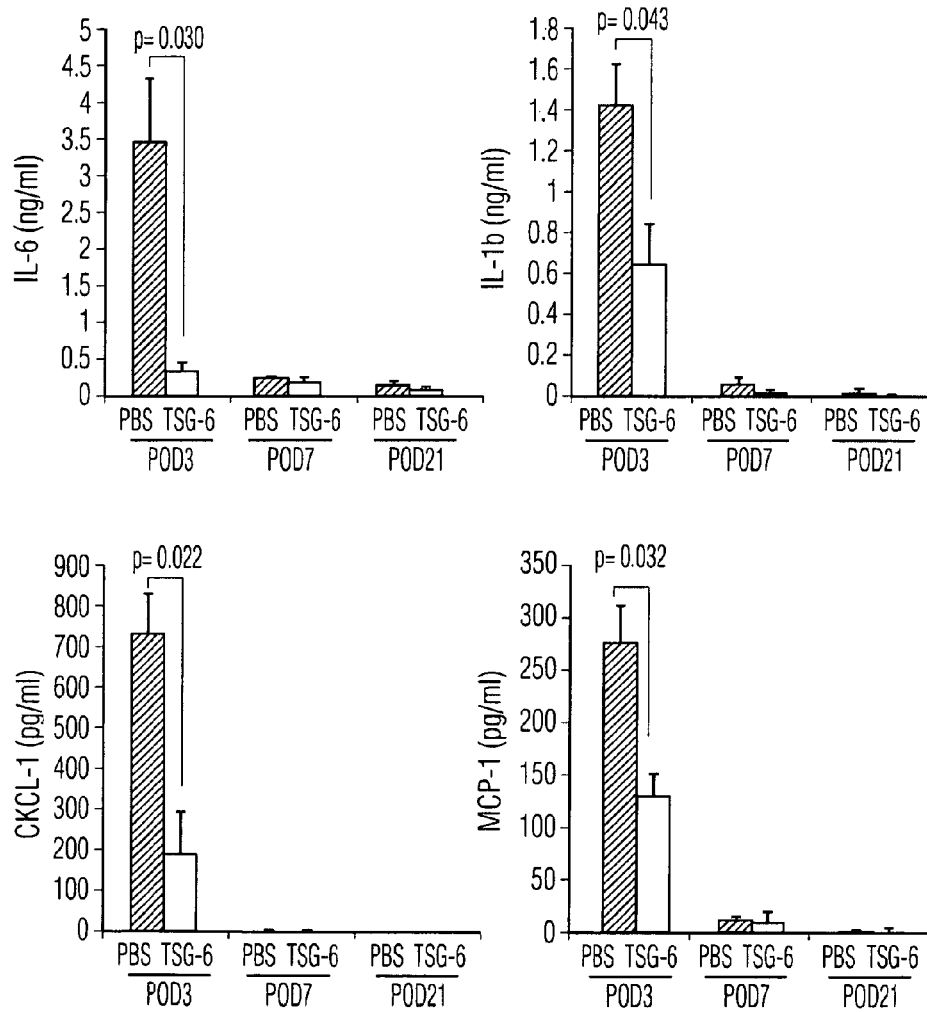 p= 0.030
IL-6 (ng/ml)
5
4.5
4
3.5
3
2.5
2
1.5
1
0.5
0
PBS TSG-6 PBS TSG-6 PBS TSG-6
POD3 POD7 POD21
p= 0.043
IL-1b (ng/ml)
1.8
1.6
1.4
1.2
1
0.8
0.6
0.4
0.2
0
PBS TSG-6 PBS TSG-6 PBS TSG-6
POD3 POD7 POD21
p= 0.022
CKCL-1 (pg/ml)
900
800
700
600
500
400
300
200
100
0
PBS TSG-6 PBS TSG-6 PBS TSG-6
POD3 POD7 POD21
p= 0.032
MCP-1 (pg/ml)
350
300
250
200
150
100
50
0
PBS TSG-6 PBS TSG-6 PBS TSG-6
POD3 POD7 POD21